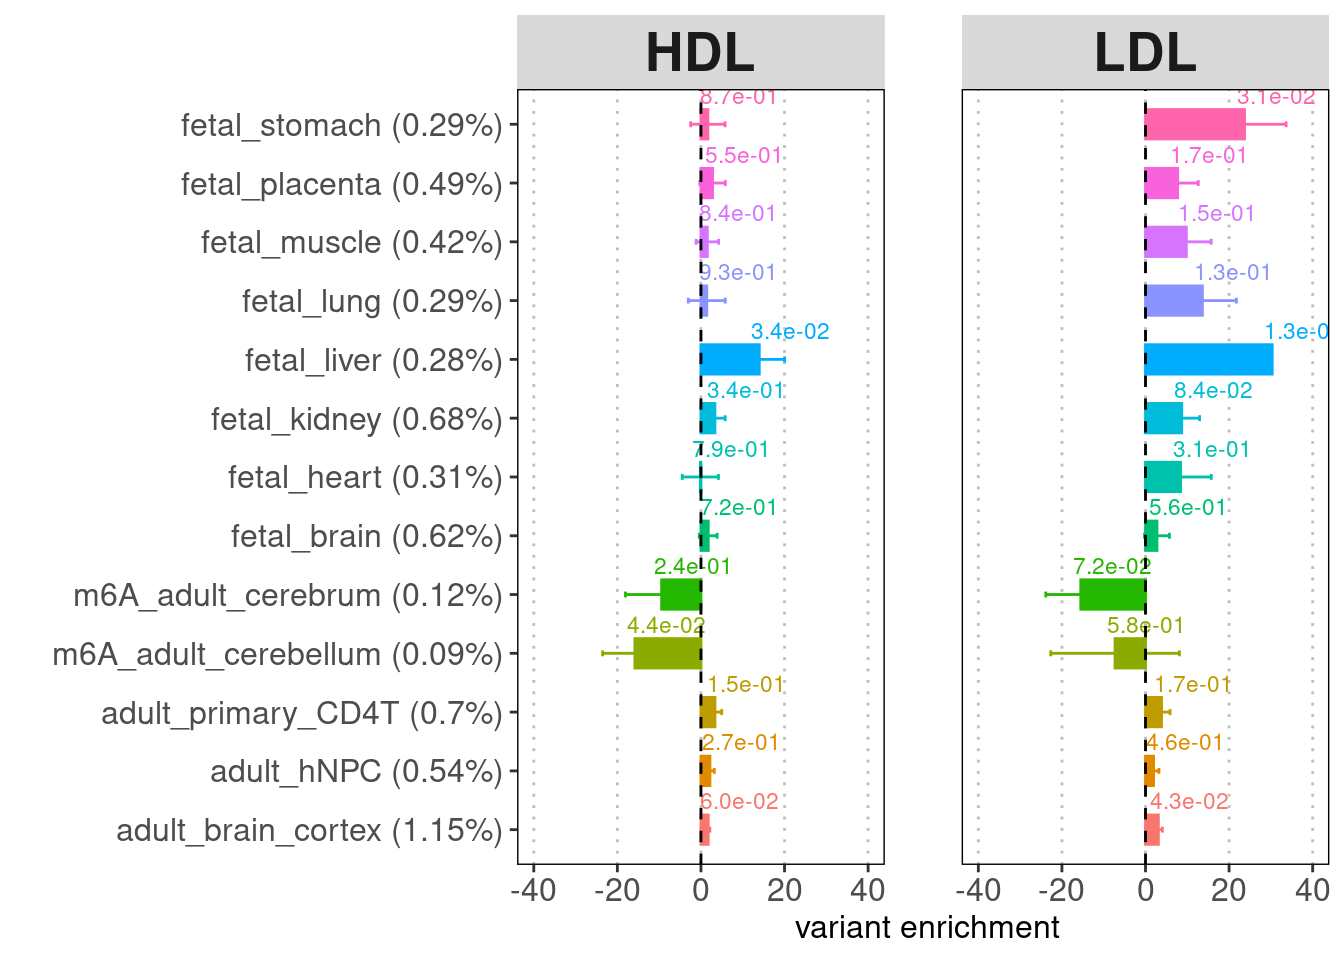 HDL LDL
fetal_stomach (0.29%) 8.7e-01 3.1e-02
fetal_placenta (0.49%) 5.5e-01 1.7e-01
fetal_muscle (0.42%) 8.4e-01 1.5e-01
fetal_lung (0.29%) 9.3e-01 1.3e-01
fetal_liver (0.28%) 3.4e-02 1.3e-0
fetal_kidney (0.68%) 3.4e-01 8.4e-02
fetal_heart (0.31%) 7.9e-01 3.1e-01
fetal_brain (0.62%) 7.2e-01 5.6e-01
m6A_adult_cerebrum (0.12%) 2.4e-01 7.2e-02
m6A_adult_cerebellum (0.09%) 4.4e-02 5.8e-01
adult_primary_CD4T (0.7%) 1.5e-01 1.7e-01
adult_hNPC (0.54%) 2.7e-01 4.6e-01
adult_brain_cortex (1.15%) 6.0e-02 4.3e-02
-40 -20 0 20 40 -40 -20 0 20 40
variant enrichment